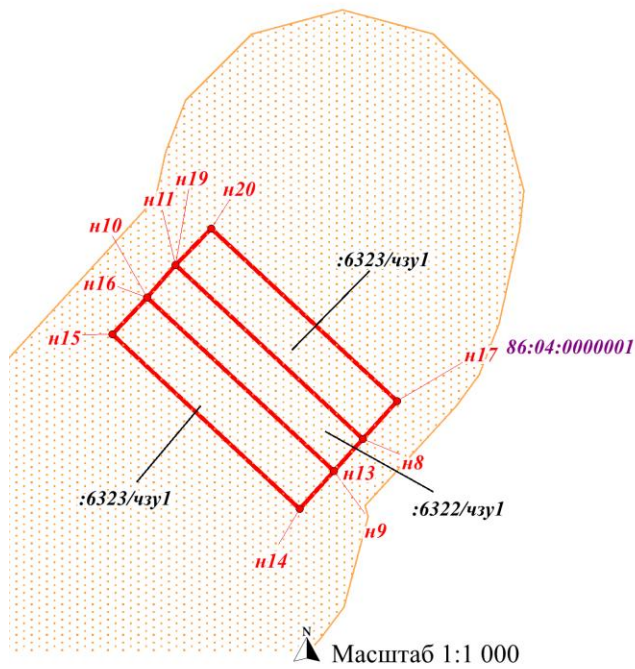 н20
н19
н11
н10
:6323/чзу1
н16
н15
н17
86:04:0000001
н8
н13
:6323/чзу1
:6322/чзу1
н9
н14
N
Масштаб 1:1 000